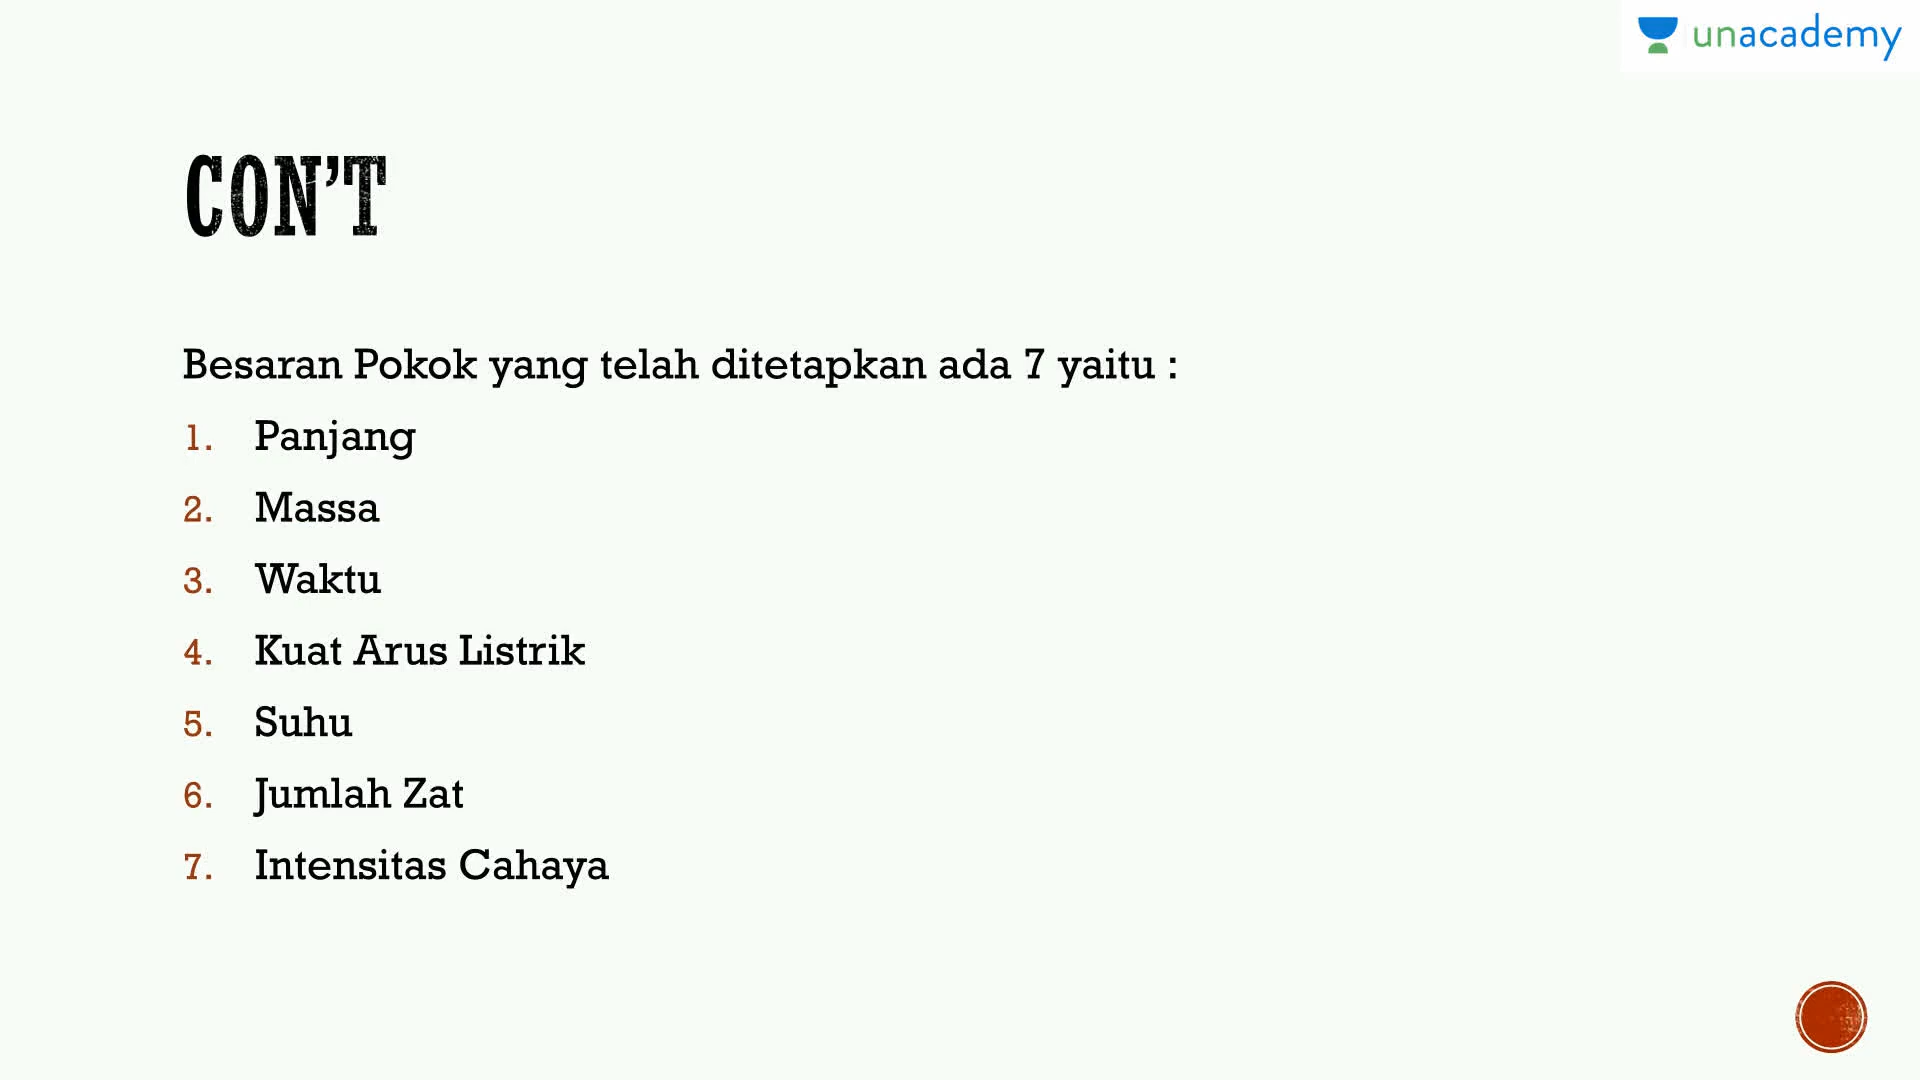 unacademy
CON'T
Besaran Pokok yang telah ditetapkan ada 7 yaitu :
1. Panjang
2. Massa
3. Waktu
4. Kuat Arus Listrik
5. Suhu
6. Jumlah Zat
7. Intensitas Cahaya